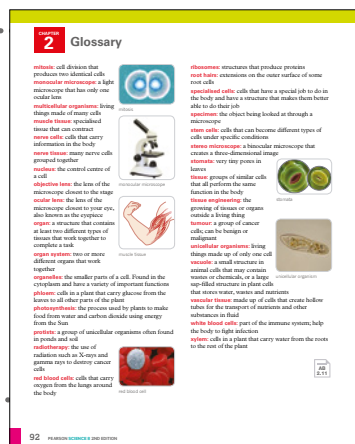 CHAPTER
2
Glossary
mitosis: cell division that
produces two identical cells
monocular microscope: a light
microscope that has only one
ocular lens
multicellular organisms: living
things made of many cells
muscle tissue: specialised
tissue that can contract
nerve cells: cells that carry
information in the body
nerve tissue: many nerve cells
grouped together
nucleus: the control centre of
a cell
objective lens: the lens of the
microscope closest to the stage
ocular lens: the lens of the
microscope closest to your eye,
also known as the eyepiece
organ: a structure that contains
at least two different types of
tissues that work together to
complete a task
organ system: two or more
different organs that work
together
organelles: the smaller parts of a cell. Found in the
cytoplasm and have a variety of important functions
phloem: cells in a plant that carry glucose from the
leaves to all other parts of the plant
photosynthesis: the process used by plants to make
food from water and carbon dioxide using energy
from the Sun
protists: a group of unicellular organisms often found
in ponds and soil
radiotherapy: the use of
radiation such as X-rays and
gamma rays to destroy cancer
cells
red blood cells: cells that carry
oxygen from the lungs around
the body
mitosis
monocular microscope
muscle tissue
red blood cell
ribosomes: structures that produce proteins
root hairs: extensions on the outer surface of some
root cells
specialised cells: cells that have a special job to do in
the body and have a structure that makes them better
able to do their job
specimen: the object being looked at through a
microscope
stem cells: cells that can become different types of
cells under specific conditions
stereo microscope: a binocular microscope that
creates a three-dimensional image
stomata: very tiny pores in
leaves
tissue: groups of similar cells
that all perform the same
function in the body
tissue engineering: the
growing of tissues or organs
outside a living thing
tumour: a group of cancer
cells; can be benign or
malignant
unicellular organisms: living
things made up of only one cell
vacuole: a small structure in
animal cells that may contain
wastes or chemicals, or a large
sap-filled structure in plant cells
that stores water, wastes and nutrients
vascular tissue: made up of cells that create hollow
tubes for the transport of nutrients and other
substances in fluid
white blood cells: part of the immune system; help
the body to fight infection
xylem: cells in a plant that carry water from the roots
to the rest of the plant
stomata
unicellular organism
AB
2.11
92 PEARSON SCIENCE 8 2ND EDITION